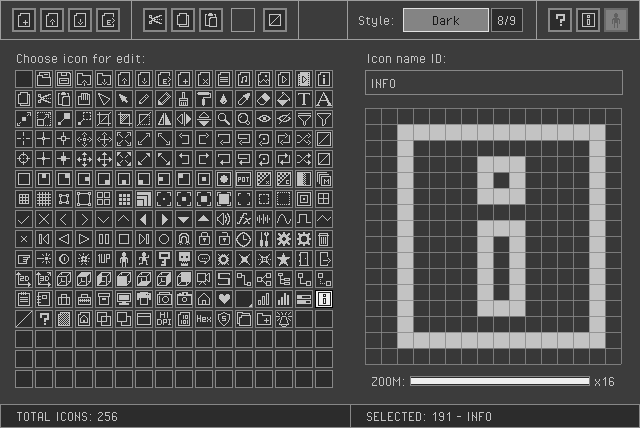 Style: Dark 8/9
Choose icon for edit:
Icon name ID:
INFO
ZOOM: x16
TOTAL ICONS: 256
SELECTED: 191 - INFO